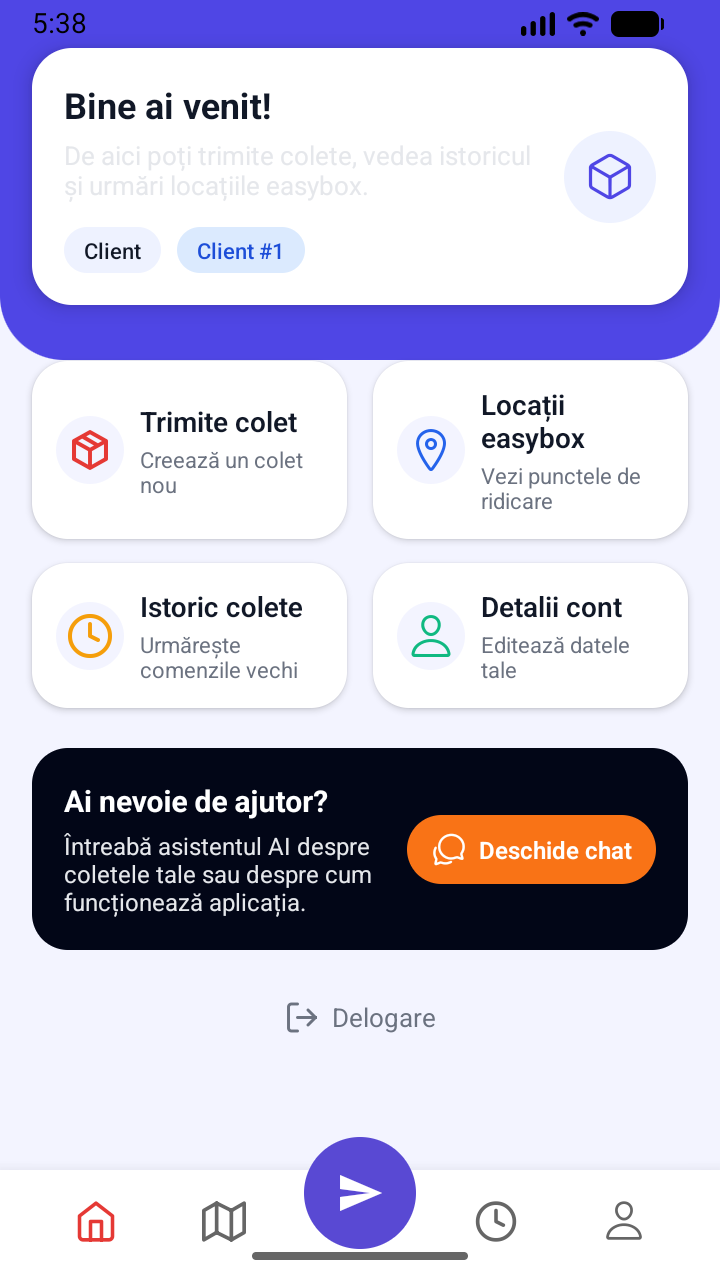 5:38
Bine ai venit!
De aici poți trimite colete, vedea istoricul
și urmări locațiile easybox.
Client
Client #1
Trimite colet
Creează un colet
nou
Locații
easybox
Vezi punctele de
ridicare
Istoric colete
Urmărește
comenzile vechi
Detalii cont
Editează datele
tale
Ai nevoie de ajutor?
Întreabă asistentul AI despre
coletele tale sau despre cum
funcționează aplicația.
Deschide chat
Delogare